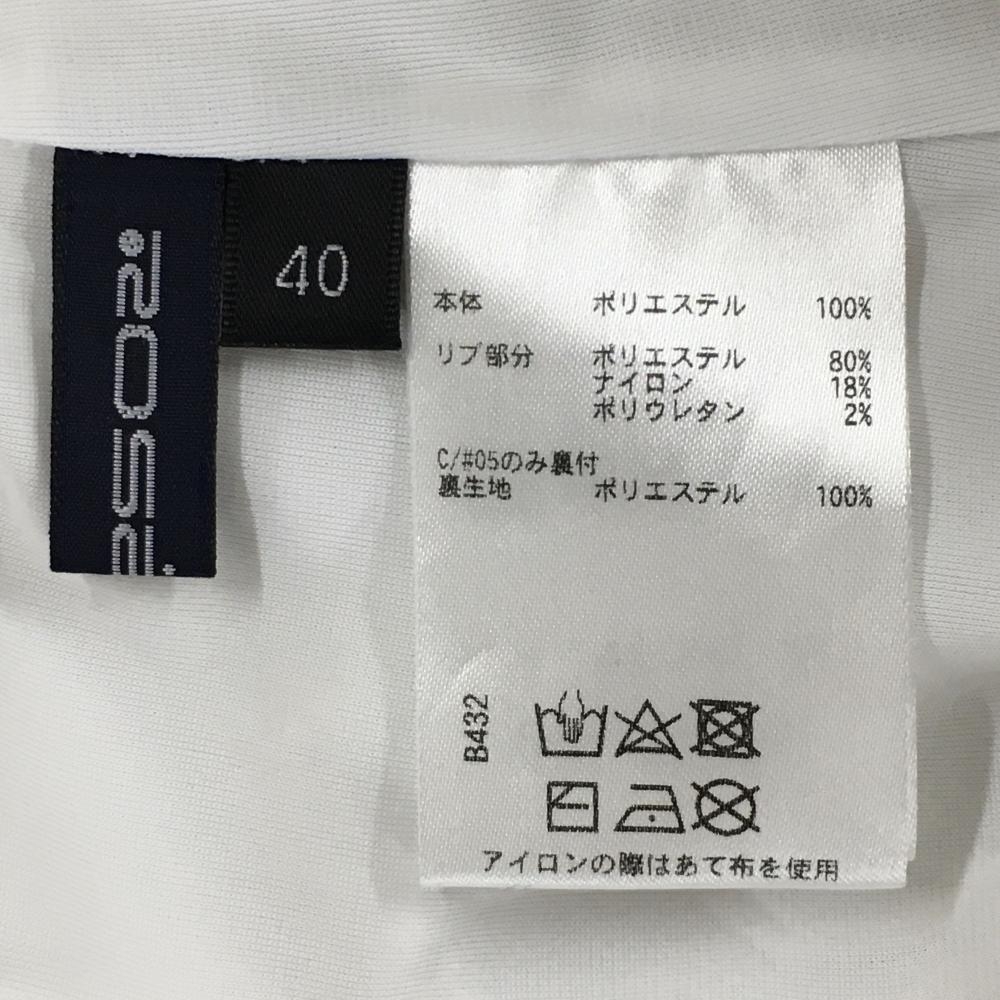 40
本体 ポリエステル 100%
リブ部分 ポリエステル 80%
ナイロン 18%
ポリウレタン 2%
C/#05のみ裏付
裏生地 ポリエステル 100%
B432
アイロンの際はあて布を使用